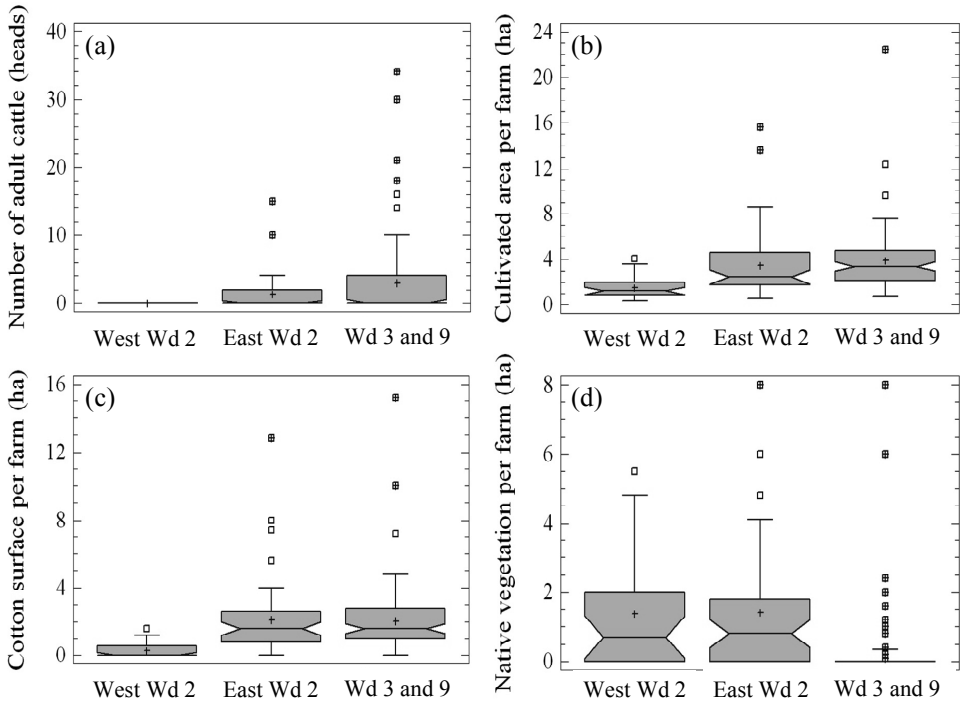 Number of adult cattle (heads)
(a)
40
30
20
10
0
West Wd 2 East Wd 2 Wd 3 and 9
Cultivated area per farm (ha)
(b)
24
20
16
12
8
4
0
West Wd 2 East Wd 2 Wd 3 and 9
Cotton surface per farm (ha)
(c)
16
12
8
4
0
West Wd 2 East Wd 2 Wd 3 and 9
Native vegetation per farm (ha)
(d)
8
6
4
2
0
West Wd 2 East Wd 2 Wd 3 and 9